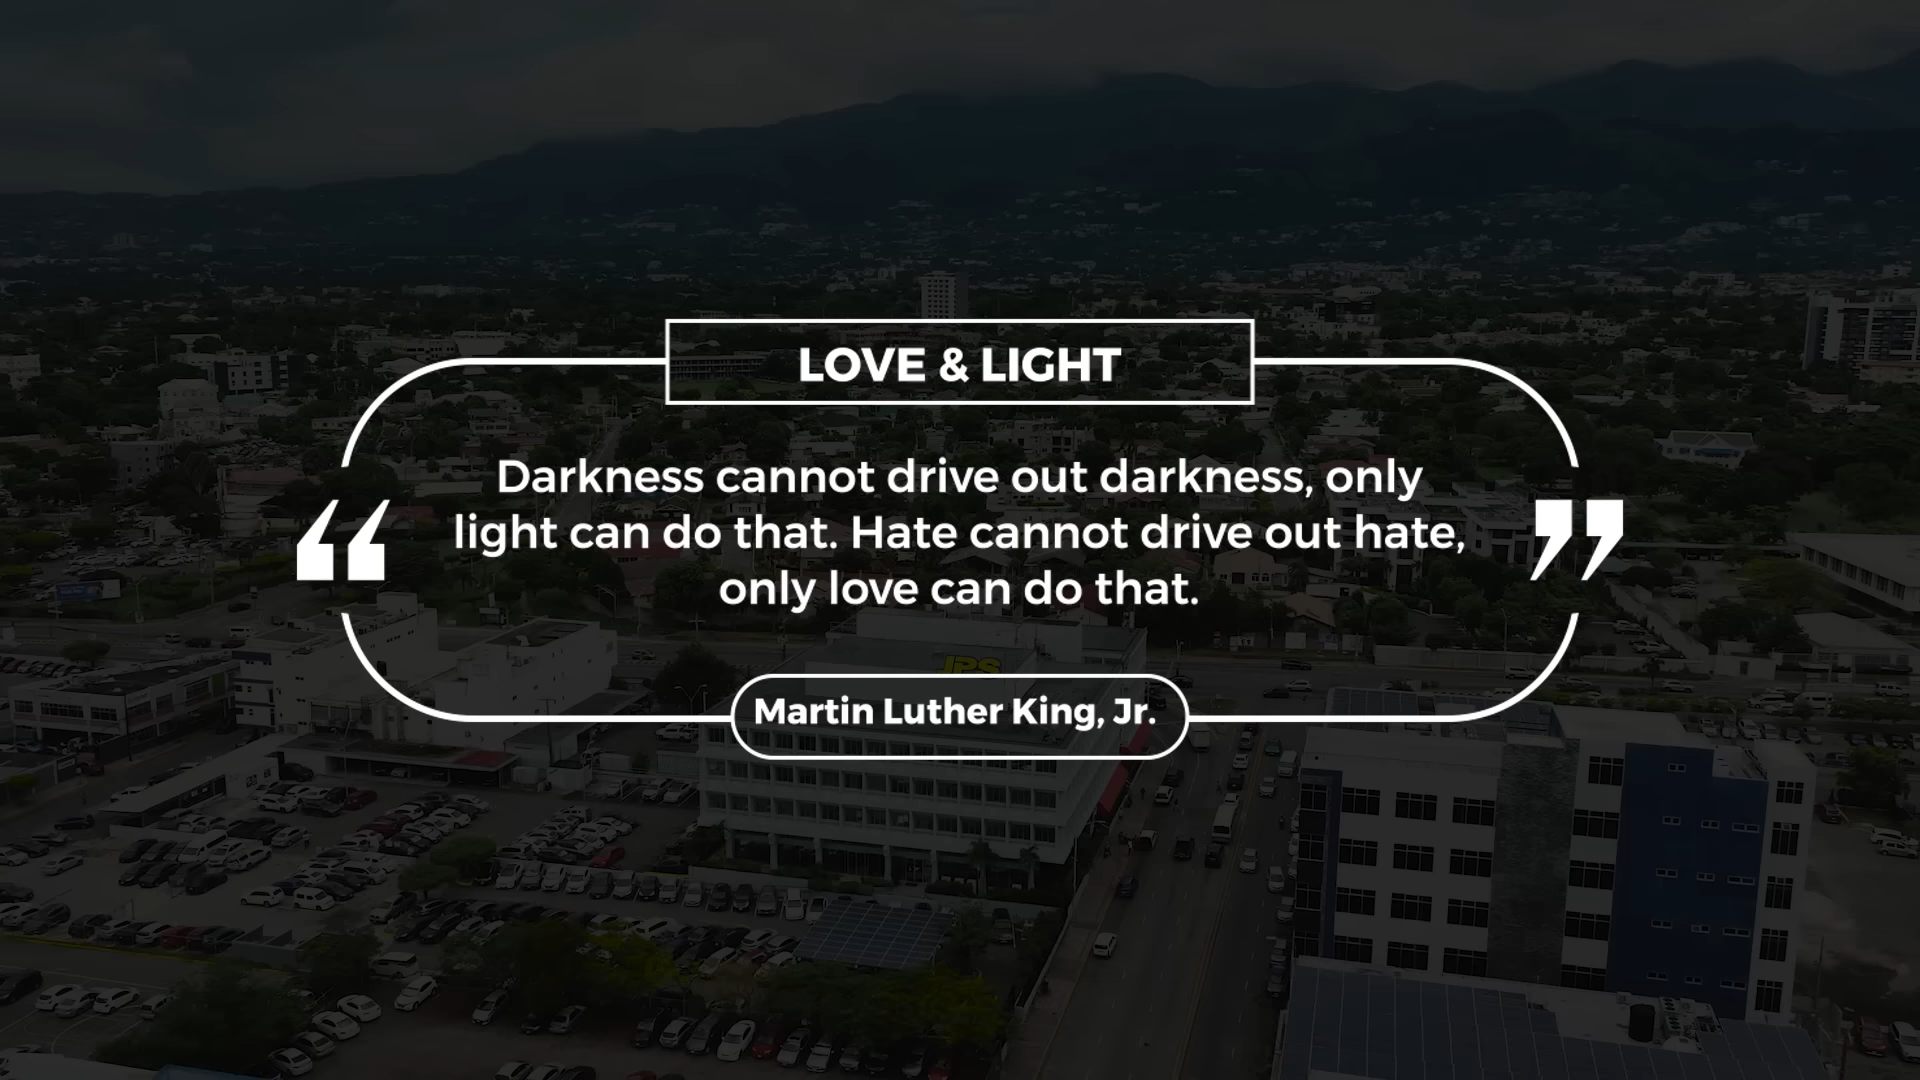 LOVE & LIGHT
Darkness cannot drive out darkness, only
light can do that. Hate cannot drive out hate,
only love can do that.
JPS
Martin Luther King, Jr.